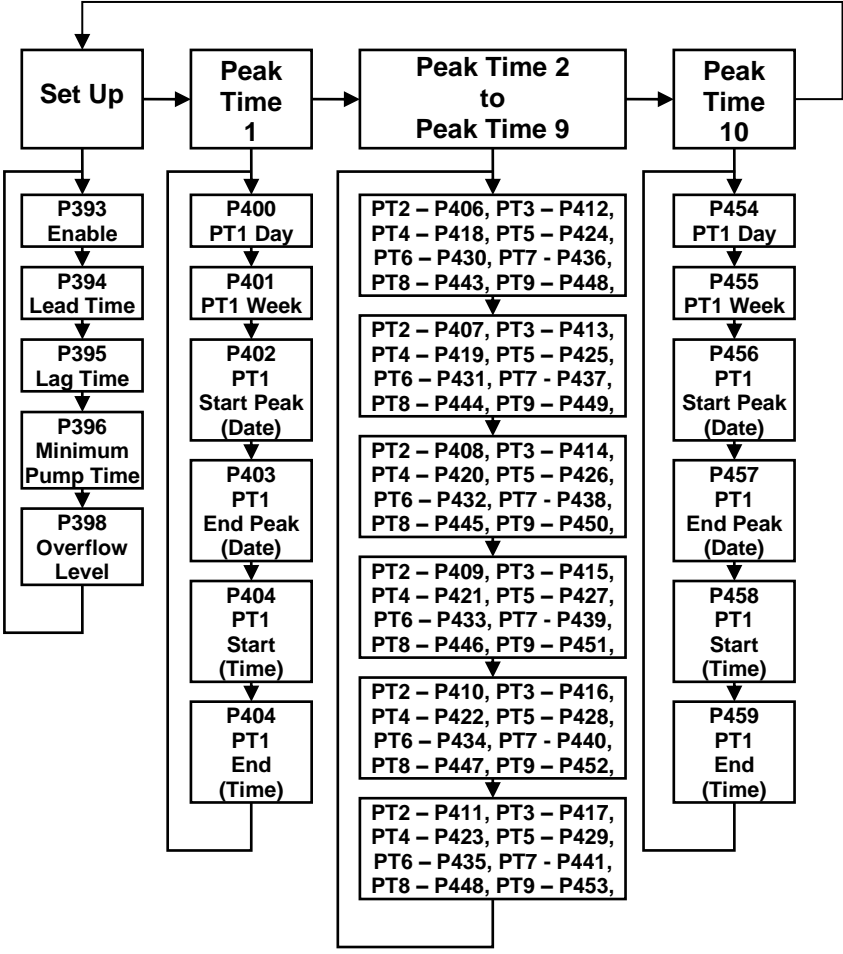 Set Up
Peak
Time
1
Peak Time 2
to
Peak Time 9
Peak
Time
10
P393
Enable
P394
Lead Time
P395
Lag Time
P396
Minimum
Pump Time
P398
Overflow
Level
P400
PT1 Day
P401
PT1 Week
P402
PT1
Start Peak
(Date)
P403
PT1
End Peak
(Date)
P404
PT1
Start
(Time)
P404
PT1
End
(Time)
PT2 – P406, PT3 – P412,
PT4 – P418, PT5 – P424,
PT6 – P430, PT7 - P436,
PT8 – P443, PT9 – P448,
PT2 – P407, PT3 – P413,
PT4 – P419, PT5 – P425,
PT6 – P431, PT7 - P437,
PT8 – P444, PT9 – P449,
PT2 – P408, PT3 – P414,
PT4 – P420, PT5 – P426,
PT6 – P432, PT7 - P438,
PT8 – P445, PT9 – P450,
PT2 – P409, PT3 – P415,
PT4 – P421, PT5 – P427,
PT6 – P433, PT7 - P439,
PT8 – P446, PT9 – P451,
PT2 – P410, PT3 – P416,
PT4 – P422, PT5 – P428,
PT6 – P434, PT7 - P440,
PT8 – P447, PT9 – P452,
PT2 – P411, PT3 – P417,
PT4 – P423, PT5 – P429,
PT6 – P435, PT7 - P441,
PT8 – P448, PT9 – P453,
P454
PT1 Day
P455
PT1 Week
P456
PT1
Start Peak
(Date)
P457
PT1
End Peak
(Date)
P458
PT1
Start
(Time)
P459
PT1
End
(Time)